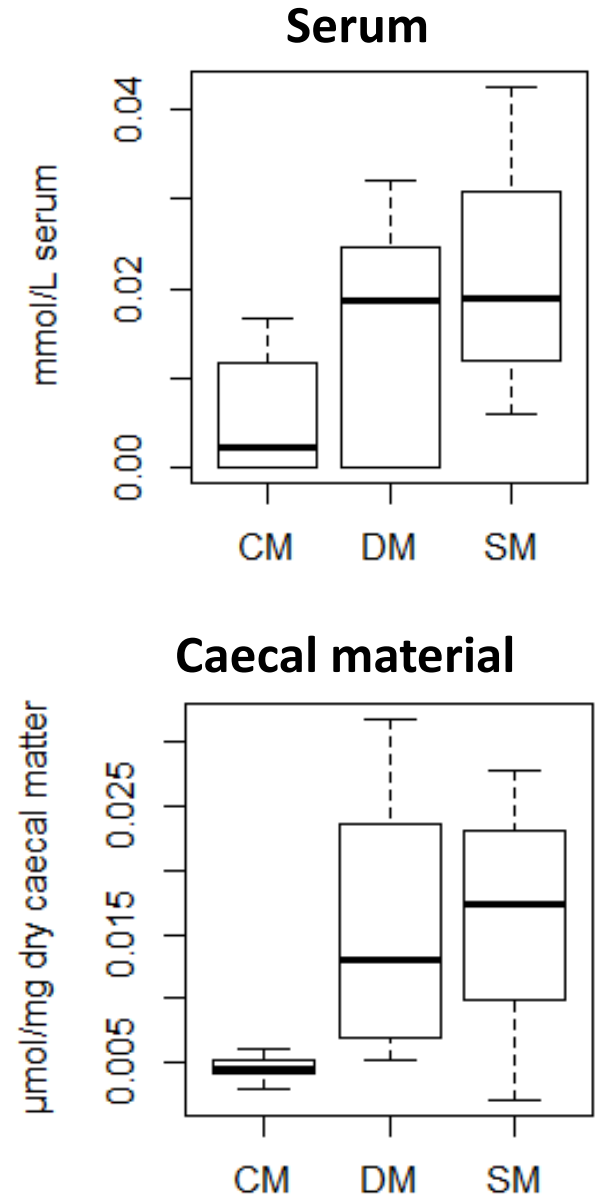 Serum
mmol/L serum
0.04
0.02
0.00
CM DM SM
Caecal material
µmol/mg dry caecal matter
0.025
0.015
0.005
CM DM SM